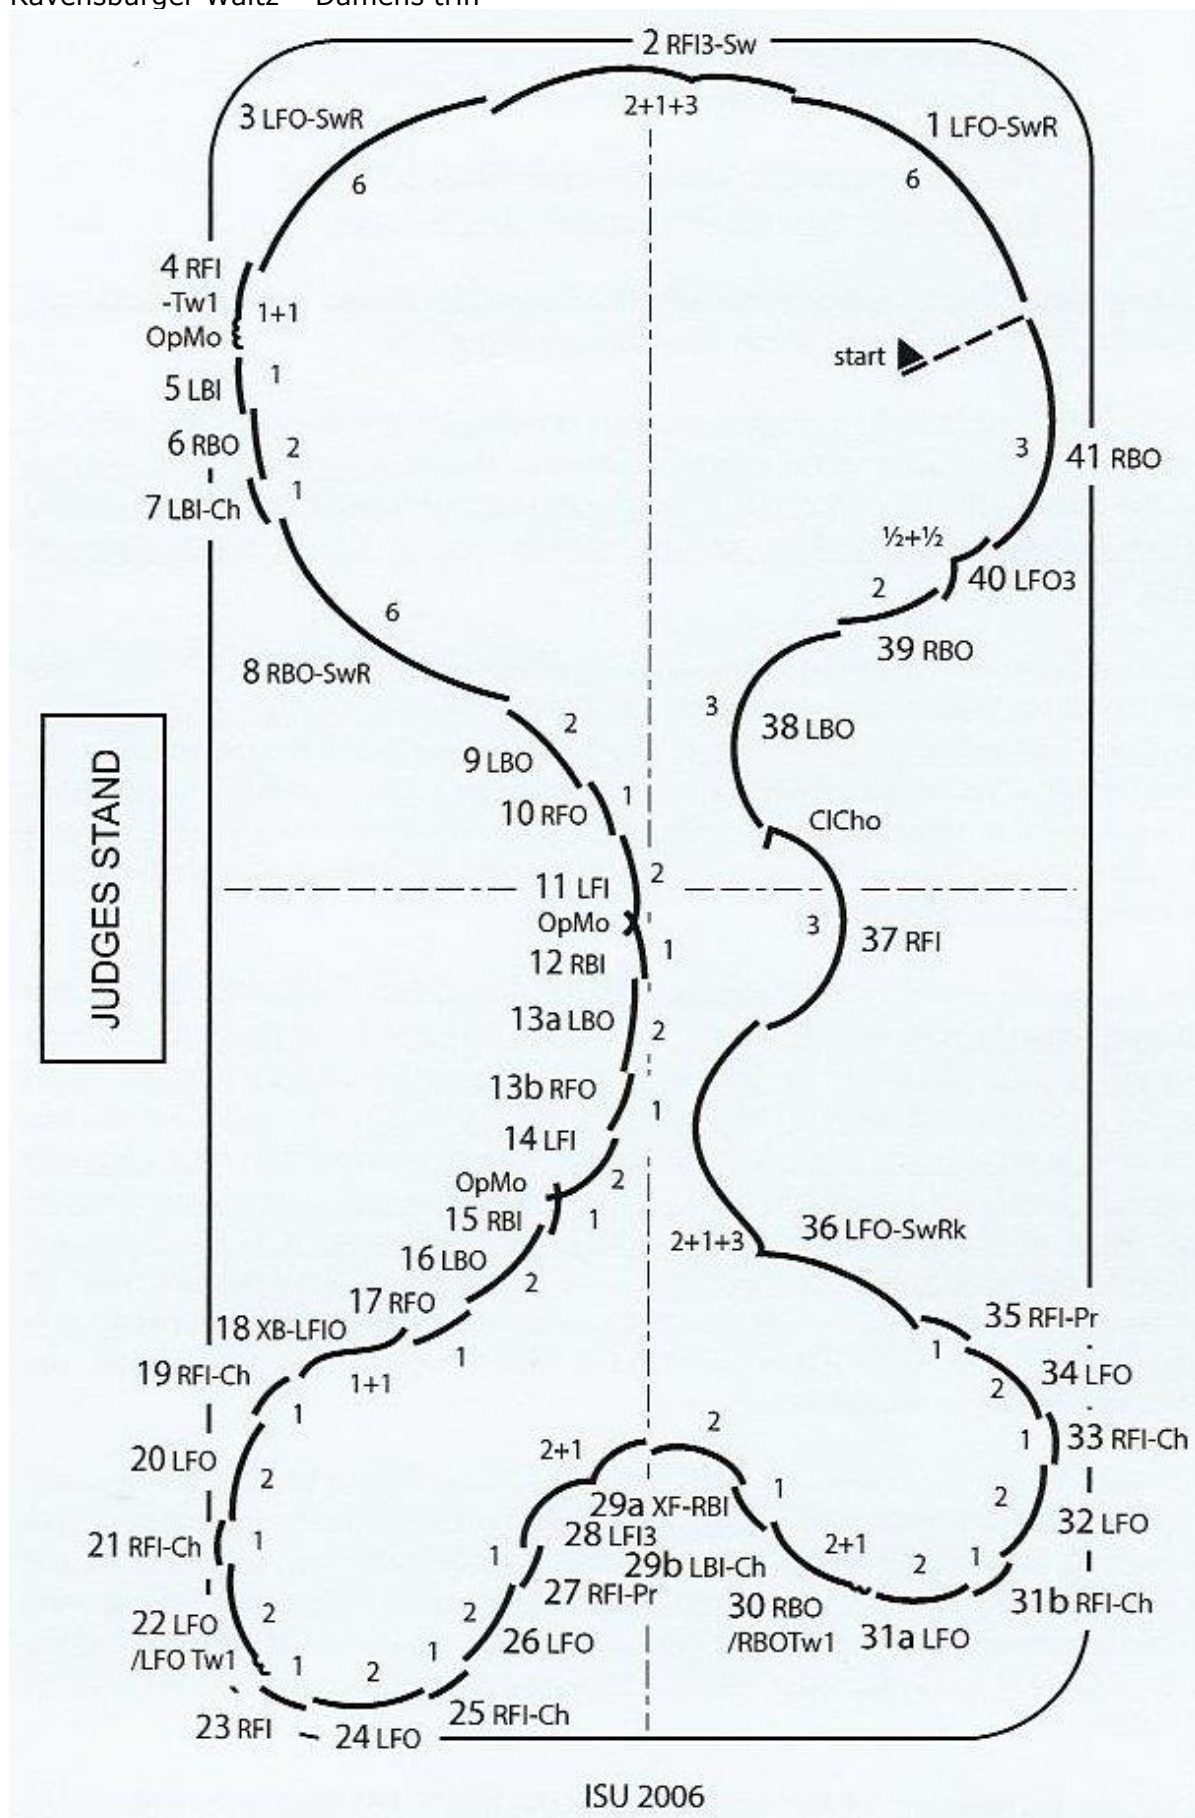 Ravensburger Waltz – Damens trin
2 RFI3-Sw
2+1+3
3 LFO-SwR
6
1 LFO-SwR
6
4 RFI
-Tw1
OpMo
1+1
start
5 LBI
1
6 RBO
2
7 LBI-Ch
1
3
41 RBO
½+½
40 LFO3
2
39 RBO
6
8 RBO-SwR
2
9 LBO
3
38 LBO
10 RFO
1
ClCho
JUDGES STAND
11 LFI
2
OpMo
12 RBI
1
3
37 RFI
13a LBO
2
13b RFO
1
14 LFI
2
OpMo
15 RBI
1
16 LBO
2
2+1+3
36 LFO-SwRk
17 RFO
1
18 XB-LFIO
1+1
19 RFI-Ch
1
35 RFI-Pr
1
34 LFO
2
33 RFI-Ch
1
20 LFO
2
2+1
2
29a XF-RBI
1
32 LFO
2
21 RFI-Ch
1
28 LFI3
1
29b LBI-Ch
2+1
2
1
31b RFI-Ch
27 RFI-Pr
30 RBO
/RBOTw1
31a LFO
22 LFO
/LFO Tw1
2
26 LFO
2
1
2
1
23 RFI
24 LFO
25 RFI-Ch
ISU 2006